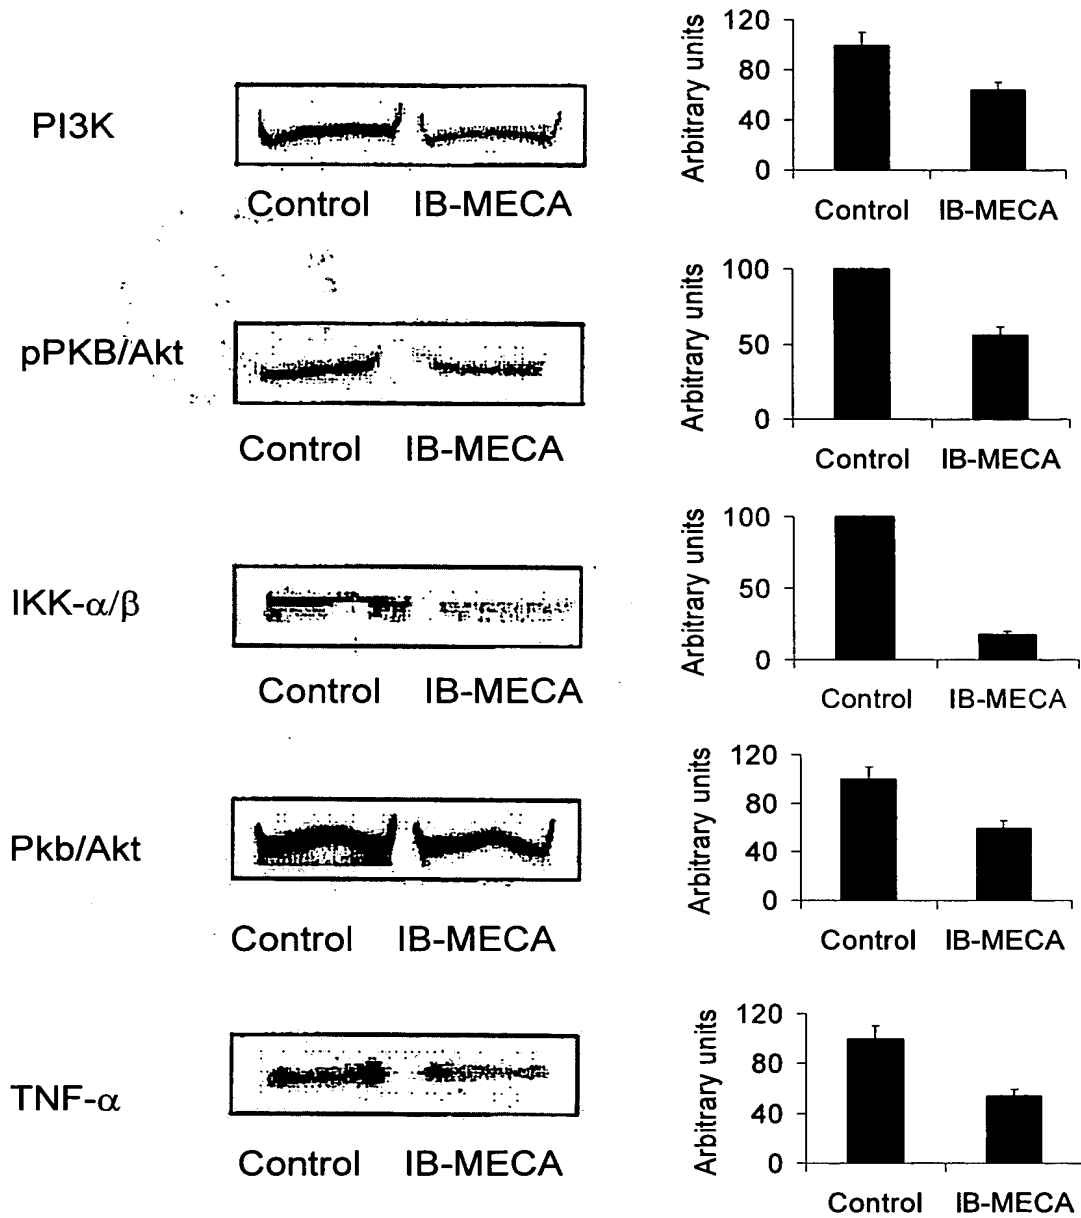 PI3K
Control IB-MECA
Arbitrary units
120
80
40
0
Control IB-MECA
pPKB/Akt
Control IB-MECA
Arbitrary units
100
50
0
Control IB-MECA
IKK-α/β
Control IB-MECA
Arbitrary units
100
50
0
Control IB-MECA
Pkb/Akt
Control IB-MECA
Arbitrary units
120
80
40
0
Control IB-MECA
TNF-α
Control IB-MECA
Arbitrary units
120
80
40
0
Control IB-MECA